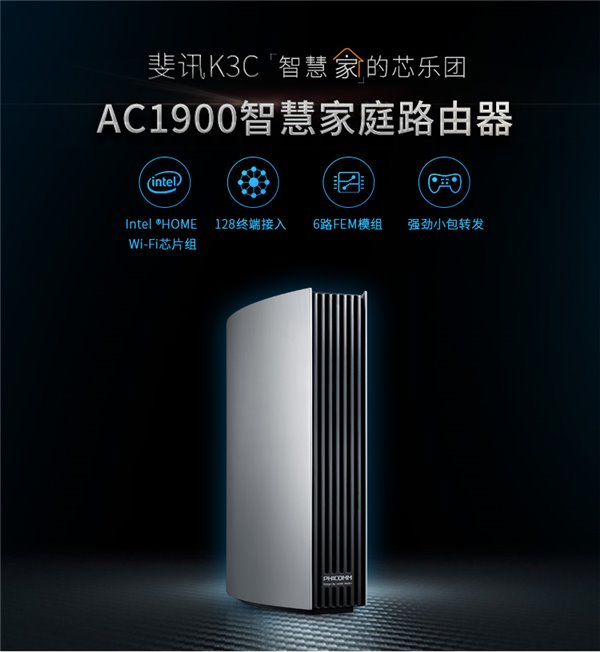 斐讯K3C「智慧家」的芯乐团
AC1900智慧家庭路由器
intel
Intel ®HOME
Wi-Fi芯片组
128终端接入
6路FEM模组
强劲小包转发
PHICOMM